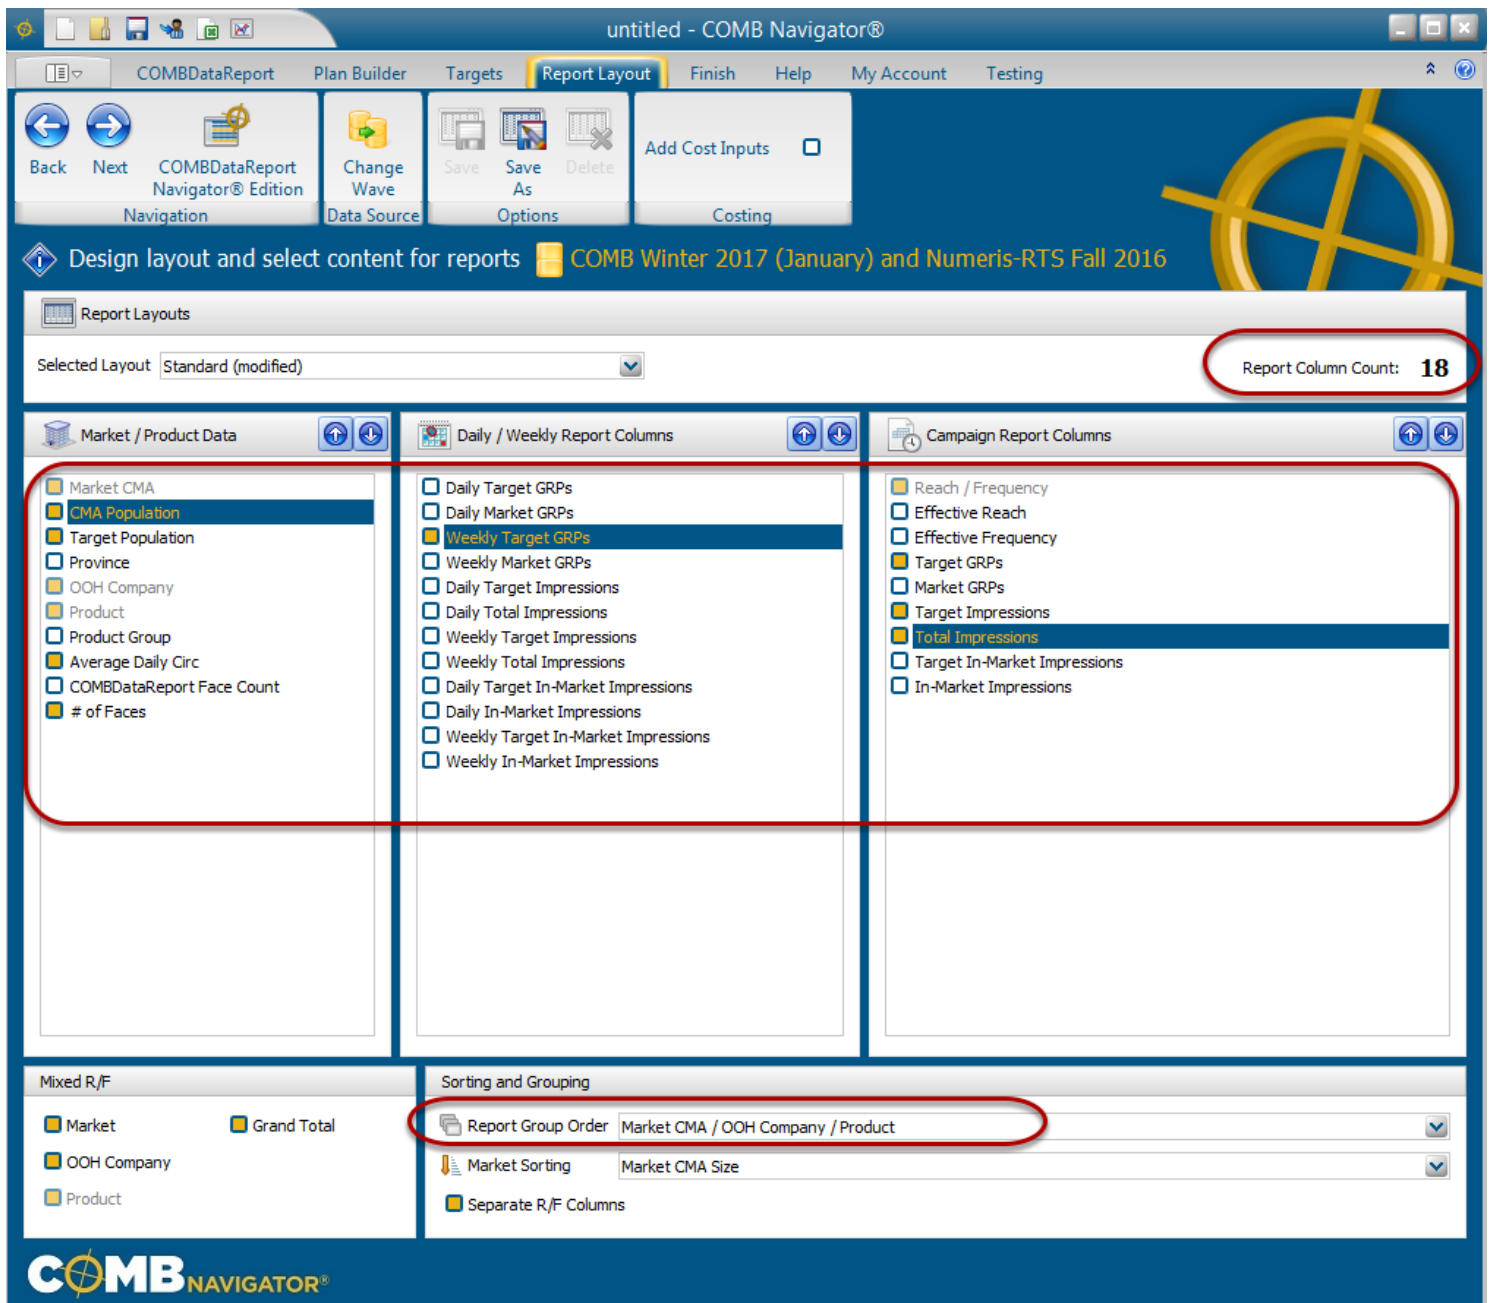 untitled - COMB Navigator®
COMBDataReport Plan Builder Targets Report Layout Finish Help My Account Testing
Back Next COMBDataReport Navigator® Edition
Navigation
Change Wave
Data Source
Save Save As Delete
Options
Add Cost Inputs
Costing
Design layout and select content for reports COMB Winter 2017 (January) and Numeris-RTS Fall 2016
Report Layouts
Selected Layout Standard (modified)
Report Column Count: 18
Market / Product Data
Market CMA
CMA Population
Target Population
Province
OOH Company
Product
Product Group
Average Daily Circ
COMBDataReport Face Count
# of Faces
Daily / Weekly Report Columns
Daily Target GRPs
Daily Market GRPs
Weekly Target GRPs
Weekly Market GRPs
Daily Target Impressions
Daily Total Impressions
Weekly Target Impressions
Weekly Total Impressions
Daily Target In-Market Impressions
Daily In-Market Impressions
Weekly Target In-Market Impressions
Weekly In-Market Impressions
Campaign Report Columns
Reach / Frequency
Effective Reach
Effective Frequency
Target GRPs
Market GRPs
Target Impressions
Total Impressions
Target In-Market Impressions
In-Market Impressions
Mixed R/F
Market Grand Total
OOH Company
Product
Sorting and Grouping
Report Group Order Market CMA / OOH Company / Product
Market Sorting Market CMA Size
Separate R/F Columns
COMB NAVIGATOR®